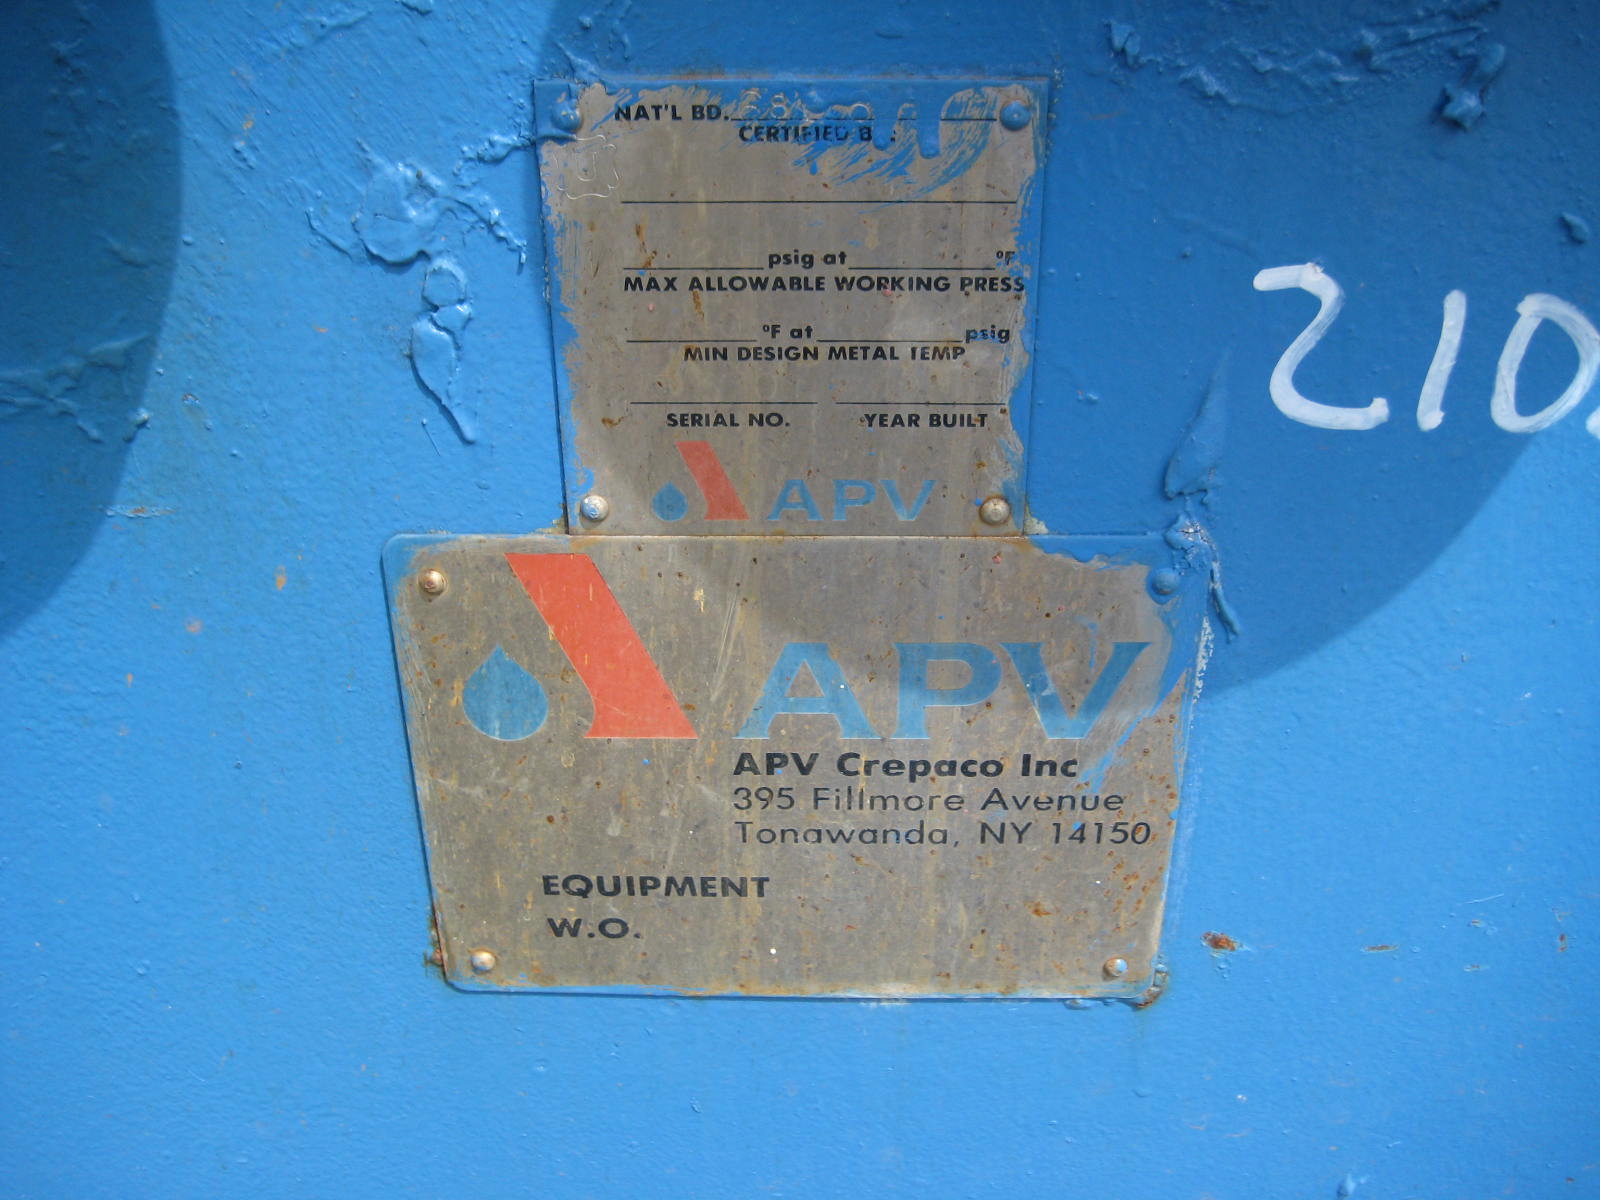 NAT'L BD.
CERTIFIED B :
psig at °F
MAX ALLOWABLE WORKING PRESS
°F at psig
MIN DESIGN METAL TEMP
SERIAL NO. YEAR BUILT
APV
APV
APV Crepaco Inc
395 Fillmore Avenue
Tonawanda, NY 14150
EQUIPMENT
W.O.
210